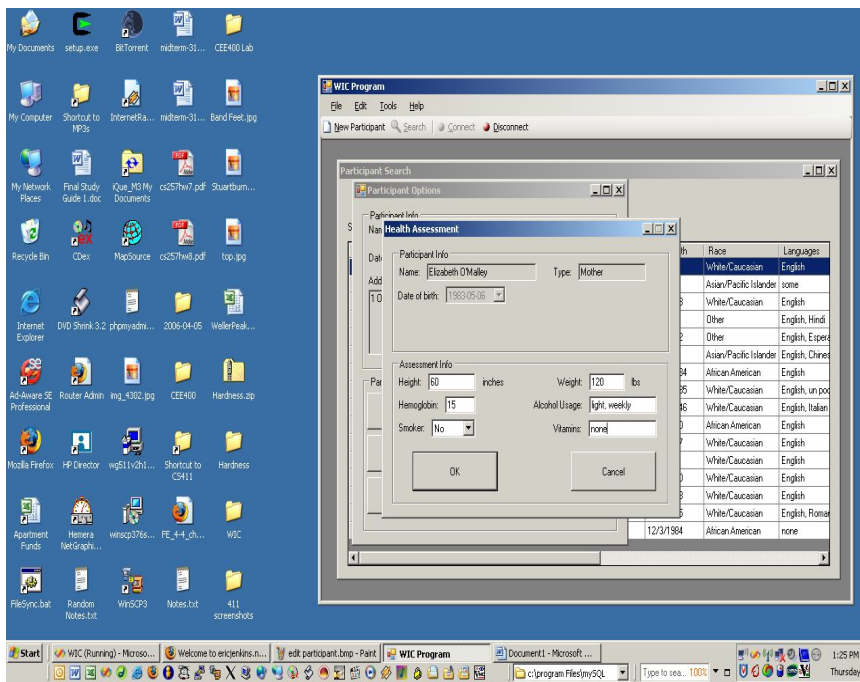 My Documents
setup.exe
BitTorrent
midterm-31...
CEE400 Lab
My Computer
Shortcut to MP3s
InternetRa...
midterm-31...
Band Feet.jpg
My Network Places
Final Study Guide 1.doc
iQue_M3 My Documents
cs257hw7.pdf
Stuartburn...
Recycle Bin
CDex
MapSource
cs257hw8.pdf
top.jpg
Internet Explorer
DVD Shrink 3.2
phpmyadmi...
2006-04-05
WellerPeak...
Ad-Aware SE Professional
Router Admin
img_4302.jpg
CEE400
Hardness.zip
Mozilla Firefox
HP Director
wg511v2h1...
Shortcut to CS411
Hardness
Apartment Funds
Hemera NetGraphi...
winscp376s...
FE_4-4_ch...
WIC
FileSync.bat
Random Notes.txt
WinSCP3
Notes.txt
411 screenshots
WIC Program
File Edit Tools Help
New Participant Search Connect Disconnect
Participant Search
Participant Options
Participant Info
Health Assessment
Participant Info
Name: Elizabeth O'Malley Type: Mother
Date of birth: 1983-05-06
Assessment Info
Height: 60 inches Weight: 120 lbs
Hemoglobin: 15 Alcohol Usage: light, weekly
Smoker: No Vitamins: none
OK Cancel
Race Languages
White/Caucasian English
Asian/Pacific Islander some
White/Caucasian English
Other English, Hindi
Other English, Espera
Asian/Pacific Islander English, Chines
African American English
White/Caucasian English, un poc
White/Caucasian English, Italian
African American English
White/Caucasian English
White/Caucasian English
White/Caucasian English
White/Caucasian English, Romar
12/3/1984 African American none
Start WIC (Running) - Microso... Welcome to ericjenkins.n... edit participant.bmp - Paint WIC Program Document1 - Microsoft ... 1:25 PM
c:\program Files\mySQL Type to sea... 100% Thursday